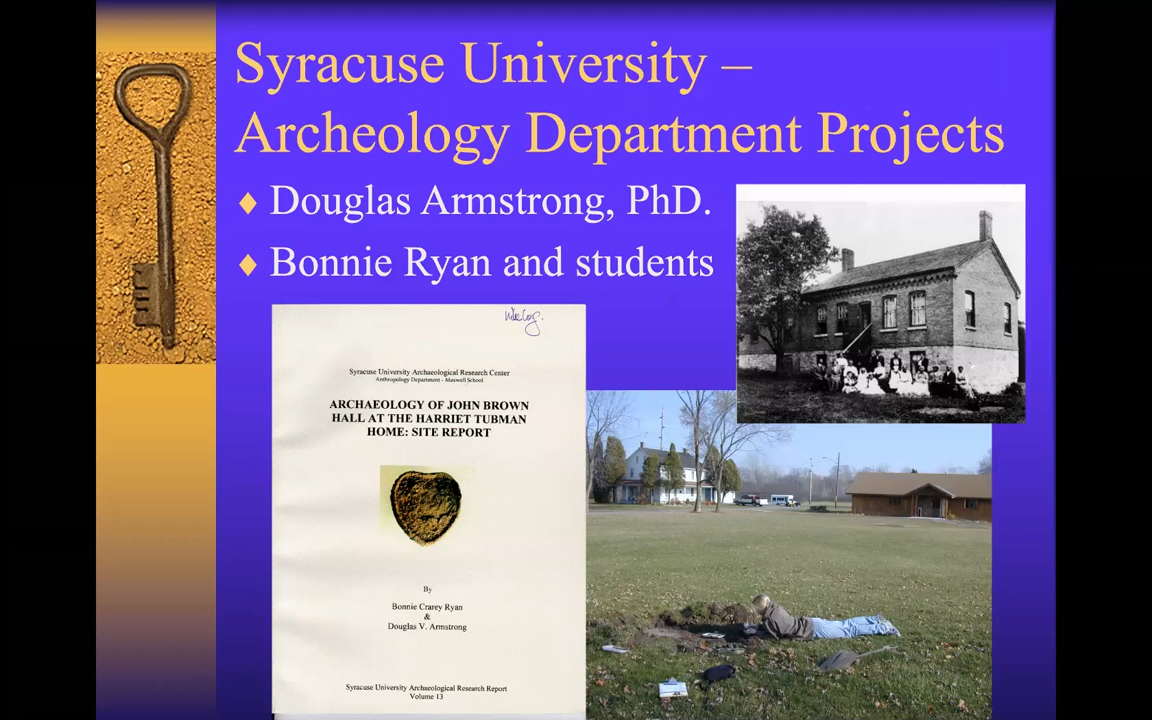 Syracuse University –
Archeology Department Projects
Douglas Armstrong, PhD.
Bonnie Ryan and students
Syracuse University Archaeological Research Center
Anthropology Department – Maxwell School
ARCHAEOLOGY OF JOHN BROWN
HALL AT THE HARRIET TUBMAN
HOME: SITE REPORT
By
Bonnie Crarey Ryan
&
Douglas V. Armstrong
Syracuse University Archaeological Research Report
Volume 13